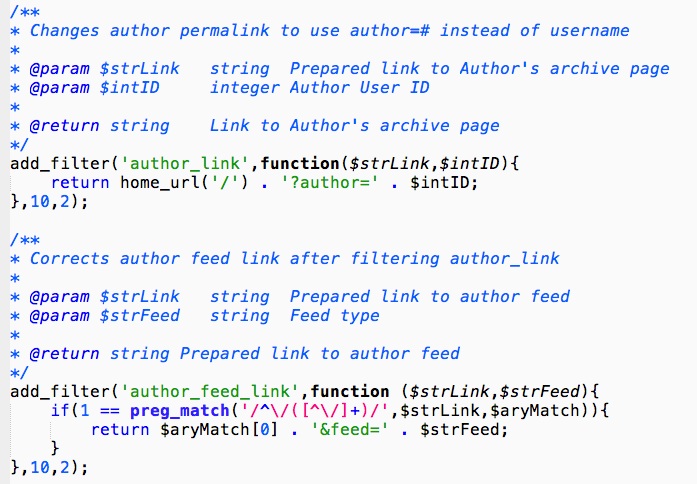 /**
* Changes author permalink to use author=# instead of username
*
* @param $strLink   string  Prepared link to Author's archive page
* @param $intID     integer Author User ID
*
* @return string    Link to Author's archive page
*/
add_filter('author_link',function($strLink,$intID){
    return home_url('/') . '?author=' . $intID;
},10,2);

/**
* Corrects author feed link after filtering author_link
*
* @param $strLink   string  Prepared link to author feed
* @param $strFeed   string  Feed type
*
* @return string Prepared link to author feed
*/
add_filter('author_feed_link',function ($strLink,$strFeed){
    if(1 == preg_match('/^\/([^\/]+)/',$strLink,$aryMatch)){
        return $aryMatch[0] . '&feed=' . $strFeed;
    }
},10,2);